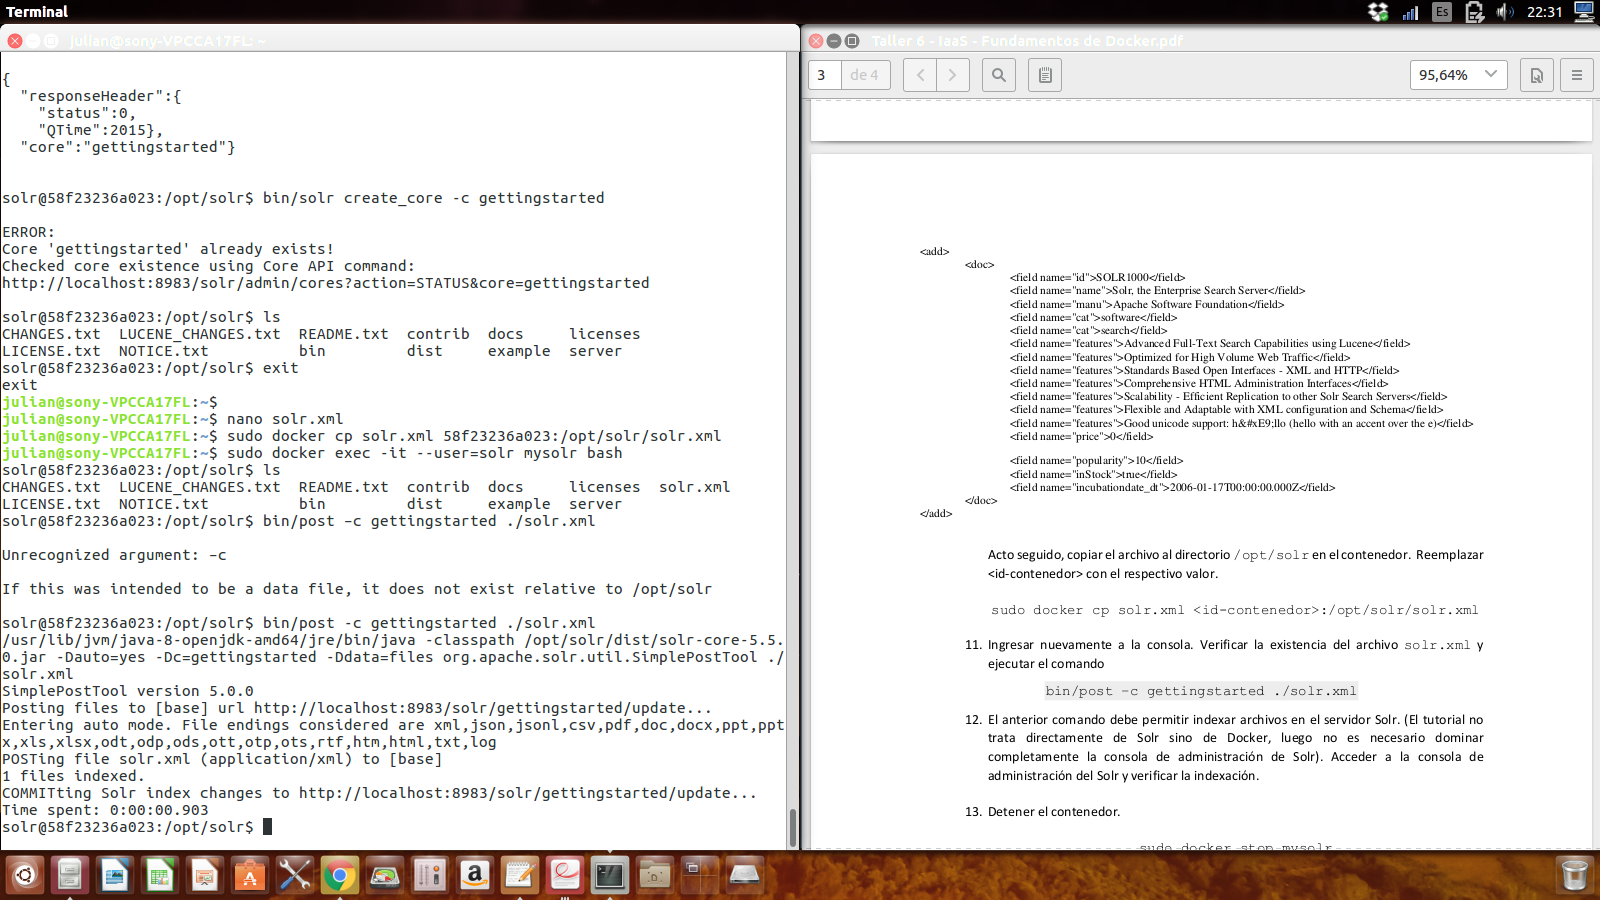 Terminal
Es
22:31
julian@sony-VPCCA17FL: ~
{
  "responseHeader":{
    "status":0,
    "QTime":2015},
  "core":"gettingstarted"}
solr@58f23236a023:/opt/solr$ bin/solr create_core -c gettingstarted
ERROR:
Core 'gettingstarted' already exists!
Checked core existence using Core API command:
http://localhost:8983/solr/admin/cores?action=STATUS&core=gettingstarted
solr@58f23236a023:/opt/solr$ ls
CHANGES.txt  LUCENE_CHANGES.txt  README.txt  contrib  docs     licenses
LICENSE.txt  NOTICE.txt          bin         dist     example  server
solr@58f23236a023:/opt/solr$ exit
exit
julian@sony-VPCCA17FL:~$
julian@sony-VPCCA17FL:~$ nano solr.xml
julian@sony-VPCCA17FL:~$ sudo docker cp solr.xml 58f23236a023:/opt/solr/solr.xml
julian@sony-VPCCA17FL:~$ sudo docker exec -it --user=solr mysolr bash
solr@58f23236a023:/opt/solr$ ls
CHANGES.txt  LUCENE_CHANGES.txt  README.txt  contrib  docs     licenses  solr.xml
LICENSE.txt  NOTICE.txt          bin         dist     example  server
solr@58f23236a023:/opt/solr$ bin/post –c gettingstarted ./solr.xml
Unrecognized argument: –c
If this was intended to be a data file, it does not exist relative to /opt/solr
solr@58f23236a023:/opt/solr$ bin/post -c gettingstarted ./solr.xml
/usr/lib/jvm/java-8-openjdk-amd64/jre/bin/java -classpath /opt/solr/dist/solr-core-5.5.
0.jar -Dauto=yes -Dc=gettingstarted -Ddata=files org.apache.solr.util.SimplePostTool ./
solr.xml
SimplePostTool version 5.0.0
Posting files to [base] url http://localhost:8983/solr/gettingstarted/update...
Entering auto mode. File endings considered are xml,json,jsonl,csv,pdf,doc,docx,ppt,ppt
x,xls,xlsx,odt,odp,ods,ott,otp,ots,rtf,htm,html,txt,log
POSTing file solr.xml (application/xml) to [base]
1 files indexed.
COMMITting Solr index changes to http://localhost:8983/solr/gettingstarted/update...
Time spent: 0:00:00.903
solr@58f23236a023:/opt/solr$
Taller 6 - IaaS - Fundamentos de Docker.pdf
3 de 4
95,64%
<add>
<doc>
<field name="id">SOLR1000</field>
<field name="name">Solr, the Enterprise Search Server</field>
<field name="manu">Apache Software Foundation</field>
<field name="cat">software</field>
<field name="cat">search</field>
<field name="features">Advanced Full-Text Search Capabilities using Lucene</field>
<field name="features">Optimized for High Volume Web Traffic</field>
<field name="features">Standards Based Open Interfaces - XML and HTTP</field>
<field name="features">Comprehensive HTML Administration Interfaces</field>
<field name="features">Scalability - Efficient Replication to other Solr Search Servers</field>
<field name="features">Flexible and Adaptable with XML configuration and Schema</field>
<field name="features">Good unicode support: h&#xE9;llo (hello with an accent over the e)</field>
<field name="price">0</field>
<field name="popularity">10</field>
<field name="inStock">true</field>
<field name="incubationdate_dt">2006-01-17T00:00:00.000Z</field>
</doc>
</add>
Acto seguido, copiar el archivo al directorio /opt/solr en el contenedor. Reemplazar
<id-contenedor> con el respectivo valor.
sudo docker cp solr.xml <id-contenedor>:/opt/solr/solr.xml
11. Ingresar nuevamente a la consola. Verificar la existencia del archivo solr.xml y
ejecutar el comando
bin/post –c gettingstarted ./solr.xml
12. El anterior comando debe permitir indexar archivos en el servidor Solr. (El tutorial no
trata directamente de Solr sino de Docker, luego no es necesario dominar
completamente la consola de administración de Solr). Acceder a la consola de
administración del Solr y verificar la indexación.
13. Detener el contenedor.
sudo docker stop mysolr